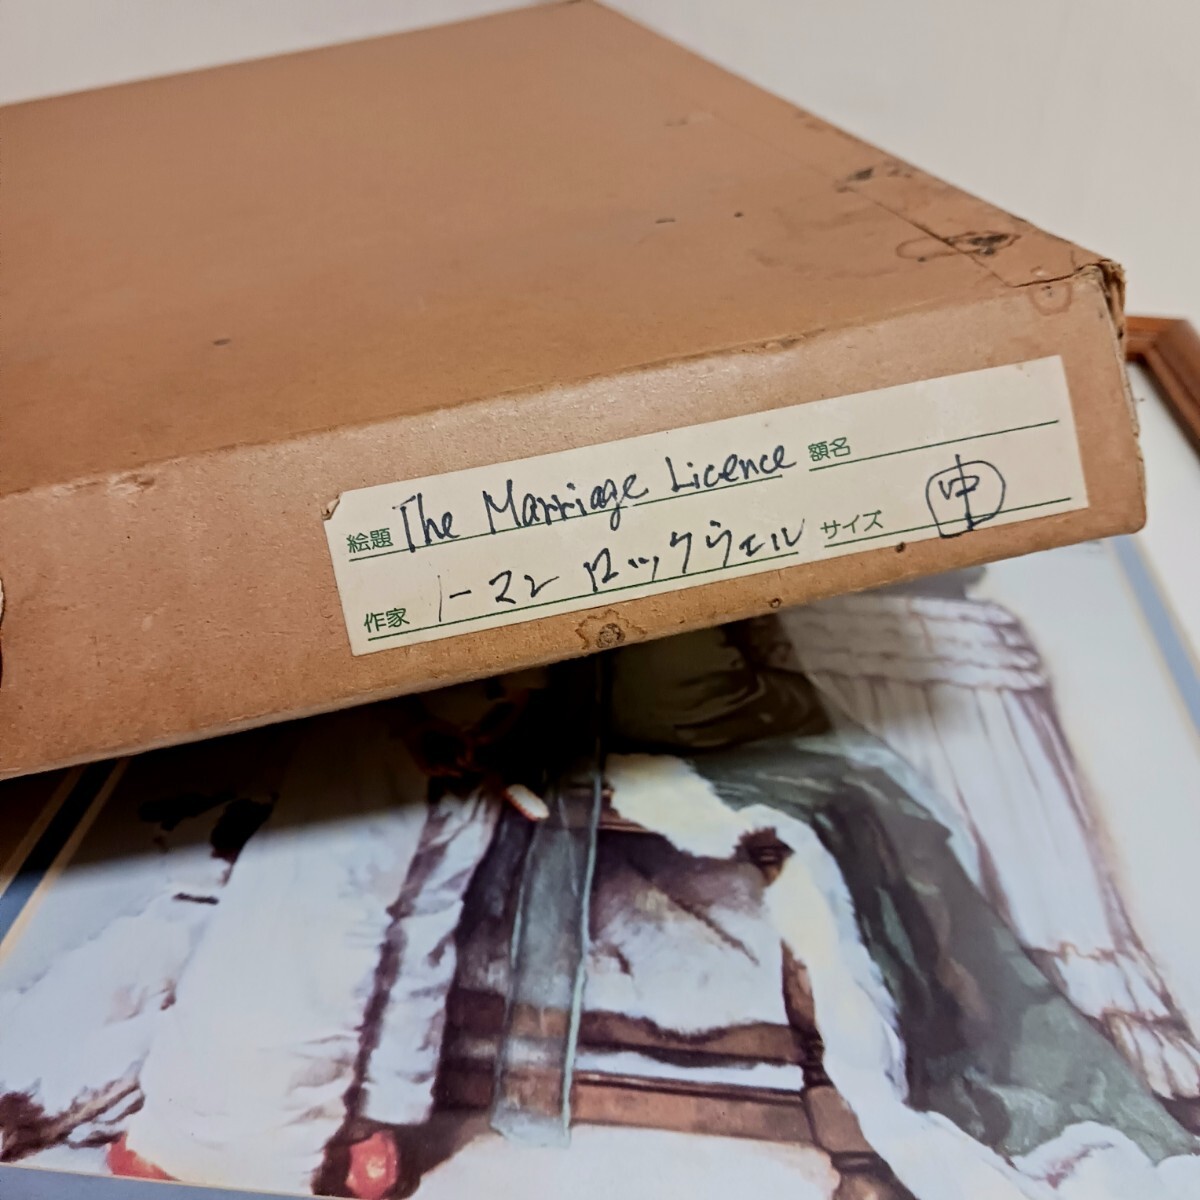 絵題 The Marriage Licence 額名
作家 ノーマン ロックウェル サイズ 中